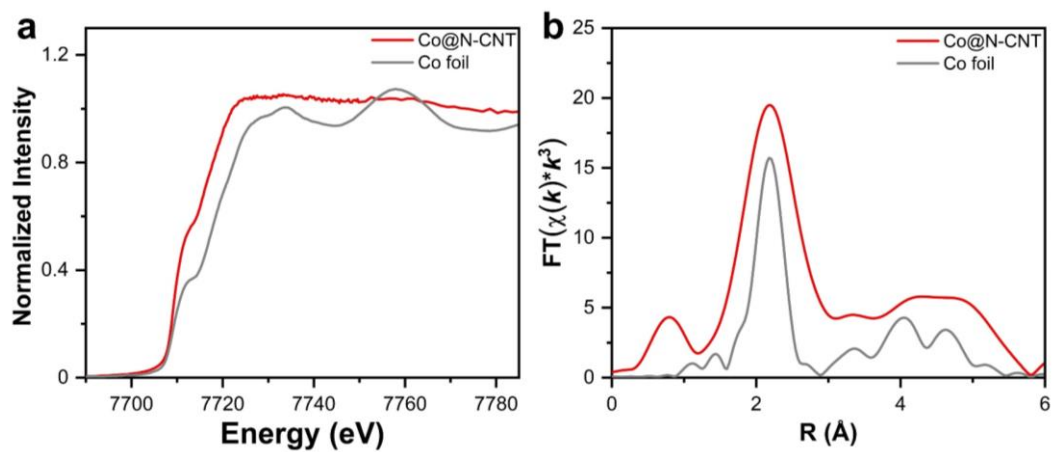 a
Co@N-CNT
Co foil
1.2
0.8
0.4
0
Normalized Intensity
7700 7720 7740 7760 7780
Energy (eV)
b
Co@N-CNT
Co foil
25
20
15
10
5
0
FT(χ(k)*k³)
0 2 4 6
R (Å)